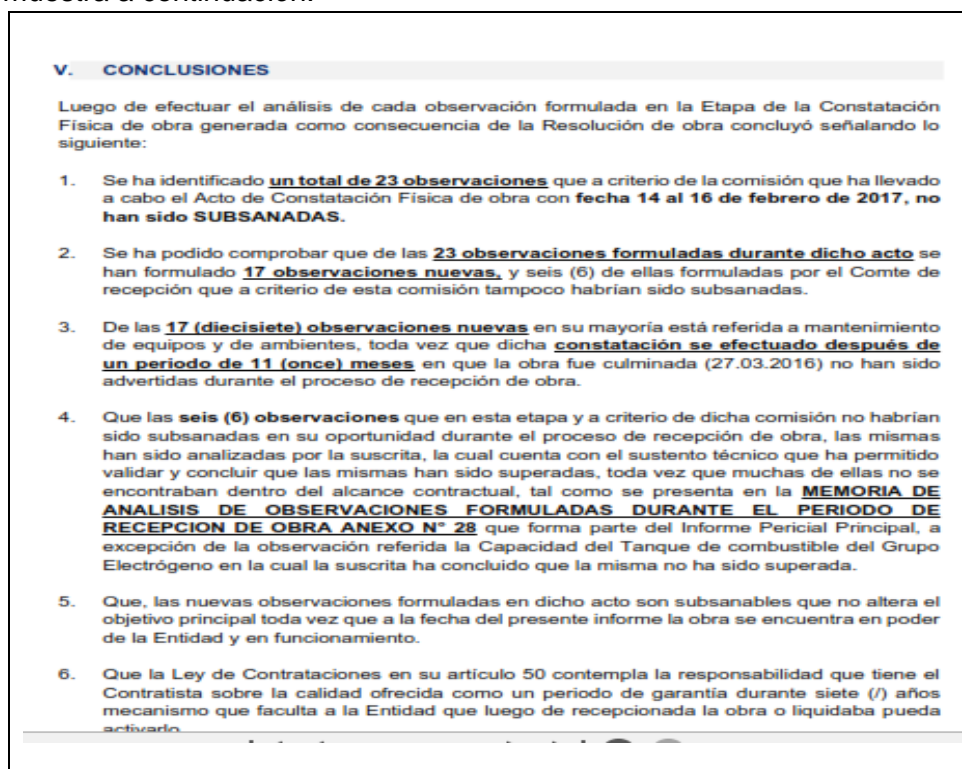 muestra a continuación:
V. CONCLUSIONES
Luego de efectuar el análisis de cada observación formulada en la Etapa de la Constatación
Física de obra generada como consecuencia de la Resolución de obra concluyó señalando lo
siguiente:
1. Se ha identificado un total de 23 observaciones que a criterio de la comisión que ha llevado
a cabo el Acto de Constatación Física de obra con fecha 14 al 16 de febrero de 2017, no
han sido SUBSANADAS.
2. Se ha podido comprobar que de las 23 observaciones formuladas durante dicho acto se
han formulado 17 observaciones nuevas, y seis (6) de ellas formuladas por el Comte de
recepción que a criterio de esta comisión tampoco habrían sido subsanadas.
3. De las 17 (diecisiete) observaciones nuevas en su mayoría está referida a mantenimiento
de equipos y de ambientes, toda vez que dicha constatación se efectuado después de
un periodo de 11 (once) meses en que la obra fue culminada (27.03.2016) no han sido
advertidas durante el proceso de recepción de obra.
4. Que las seis (6) observaciones que en esta etapa y a criterio de dicha comisión no habrían
sido subsanadas en su oportunidad durante el proceso de recepción de obra, las mismas
han sido analizadas por la suscrita, la cual cuenta con el sustento técnico que ha permitido
validar y concluir que las mismas han sido superadas, toda vez que muchas de ellas no se
encontraban dentro del alcance contractual, tal como se presenta en la MEMORIA DE
ANALISIS DE OBSERVACIONES FORMULADAS DURANTE EL PERIODO DE
RECEPCION DE OBRA ANEXO N° 28 que forma parte del Informe Pericial Principal, a
excepción de la observación referida la Capacidad del Tanque de combustible del Grupo
Electrógeno en la cual la suscrita ha concluido que la misma no ha sido superada.
5. Que, las nuevas observaciones formuladas en dicho acto son subsanables que no altera el
objetivo principal toda vez que a la fecha del presente informe la obra se encuentra en poder
de la Entidad y en funcionamiento.
6. Que la Ley de Contrataciones en su artículo 50 contempla la responsabilidad que tiene el
Contratista sobre la calidad ofrecida como un periodo de garantía durante siete (/) años
mecanismo que faculta a la Entidad que luego de recepcionada la obra o liquidaba pueda
activarlo